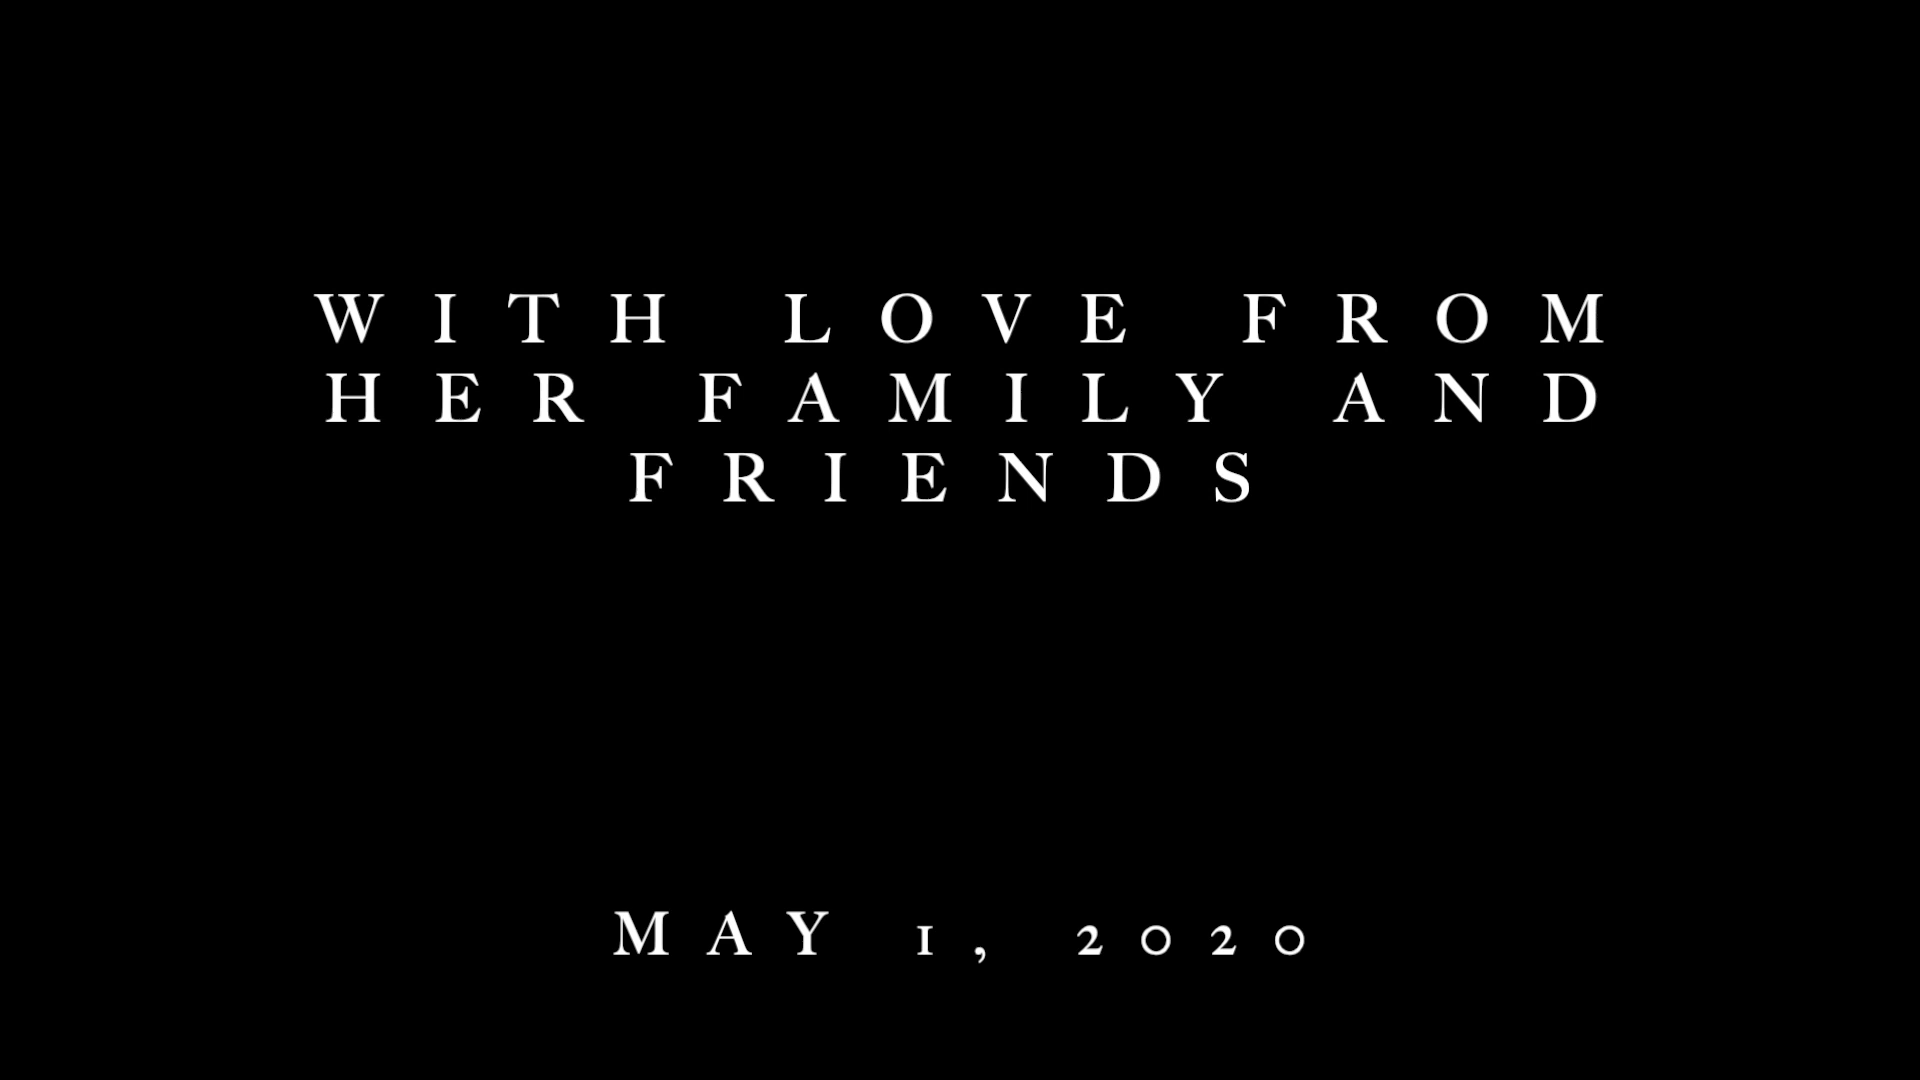 WITH LOVE FROM
HER FAMILY AND
FRIENDS
MAY 1, 2020